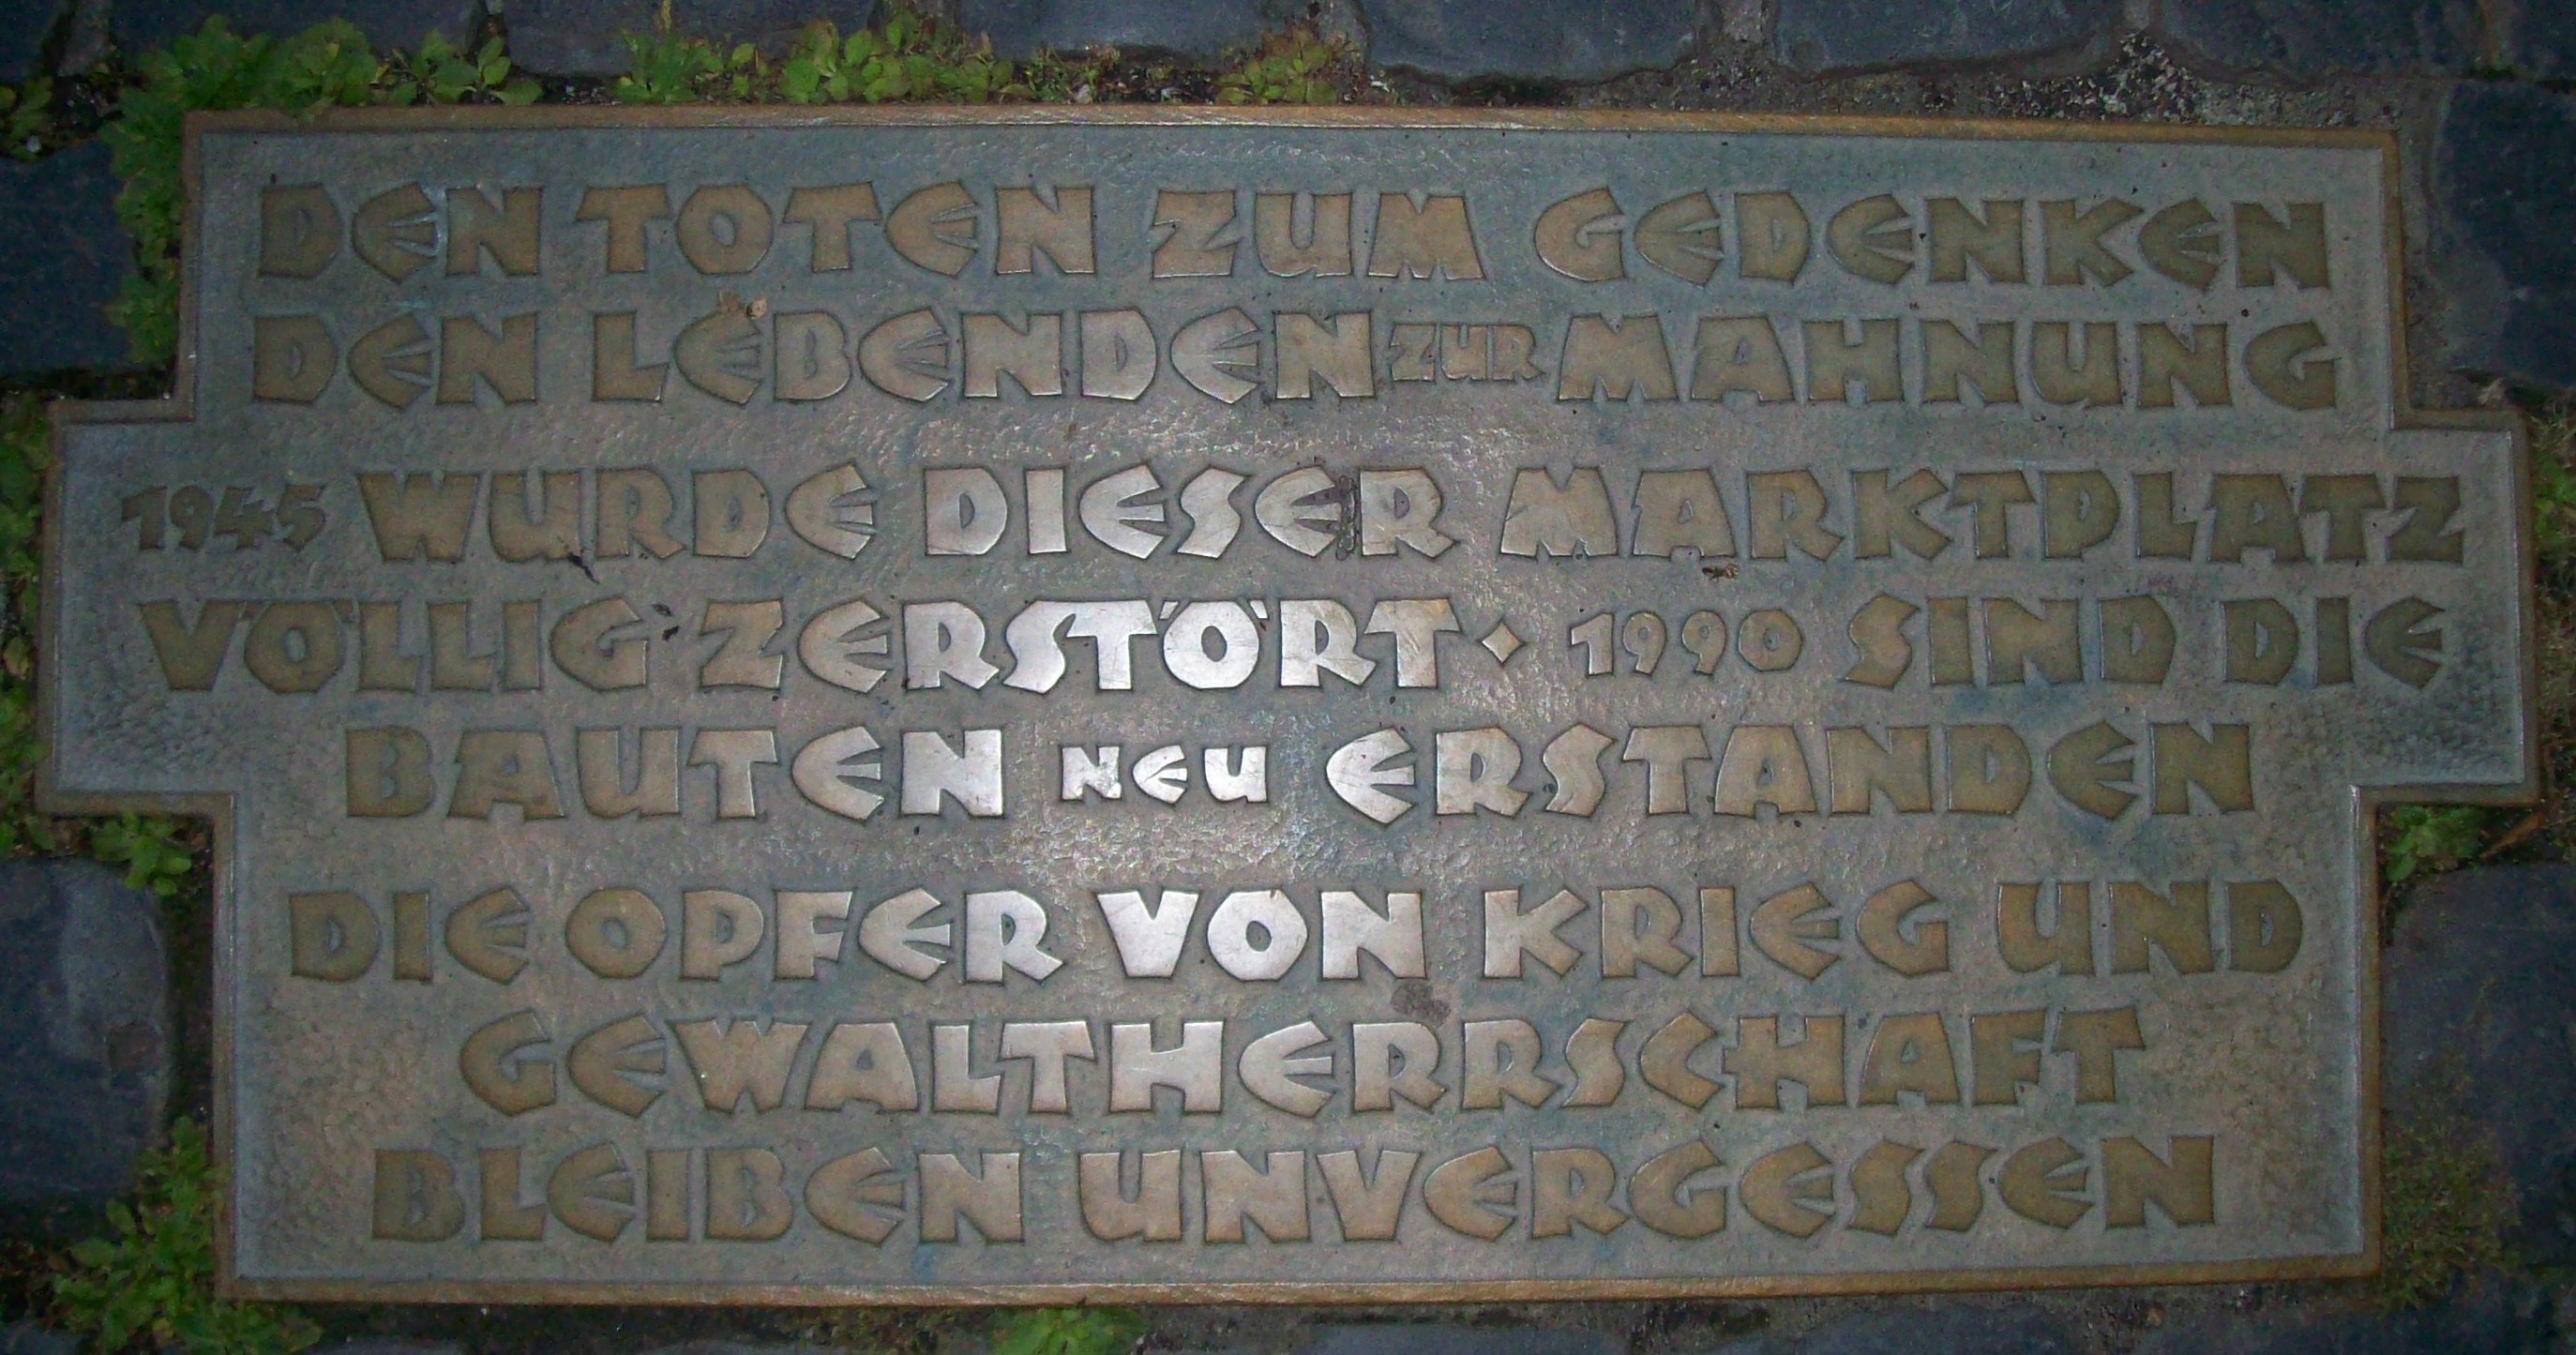 DEN TOTEN ZUM GEDENKEN
DEN LEBENDEN ZUR MAHNUNG
1945 WURDE DIESER MARKTPLATZ
VÖLLIG ZERSTÖRT · 1990 SIND DIE
BAUTEN NEU ERSTANDEN
DIE OPFER VON KRIEG UND
GEWALTHERRSCHAFT
BLEIBEN UNVERGESSEN